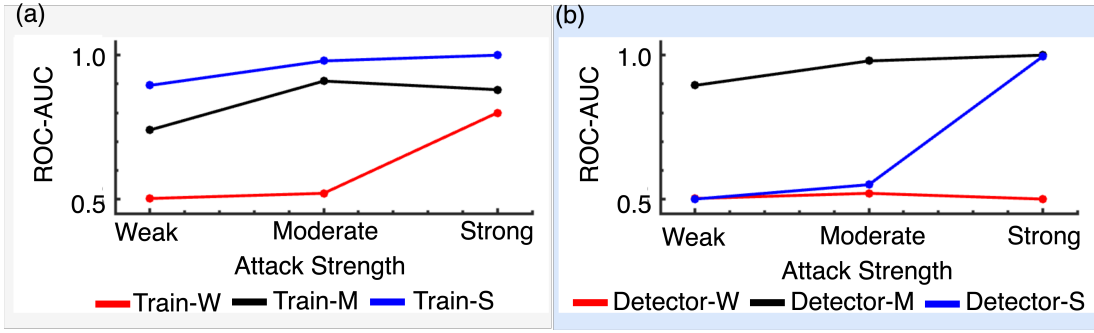 (a)
1.0
ROC-AUC
0.5
Weak Moderate Strong
Attack Strength
Train-W Train-M Train-S
(b)
1.0
ROC-AUC
0.5
Weak Moderate Strong
Attack Strength
Detector-W Detector-M Detector-S